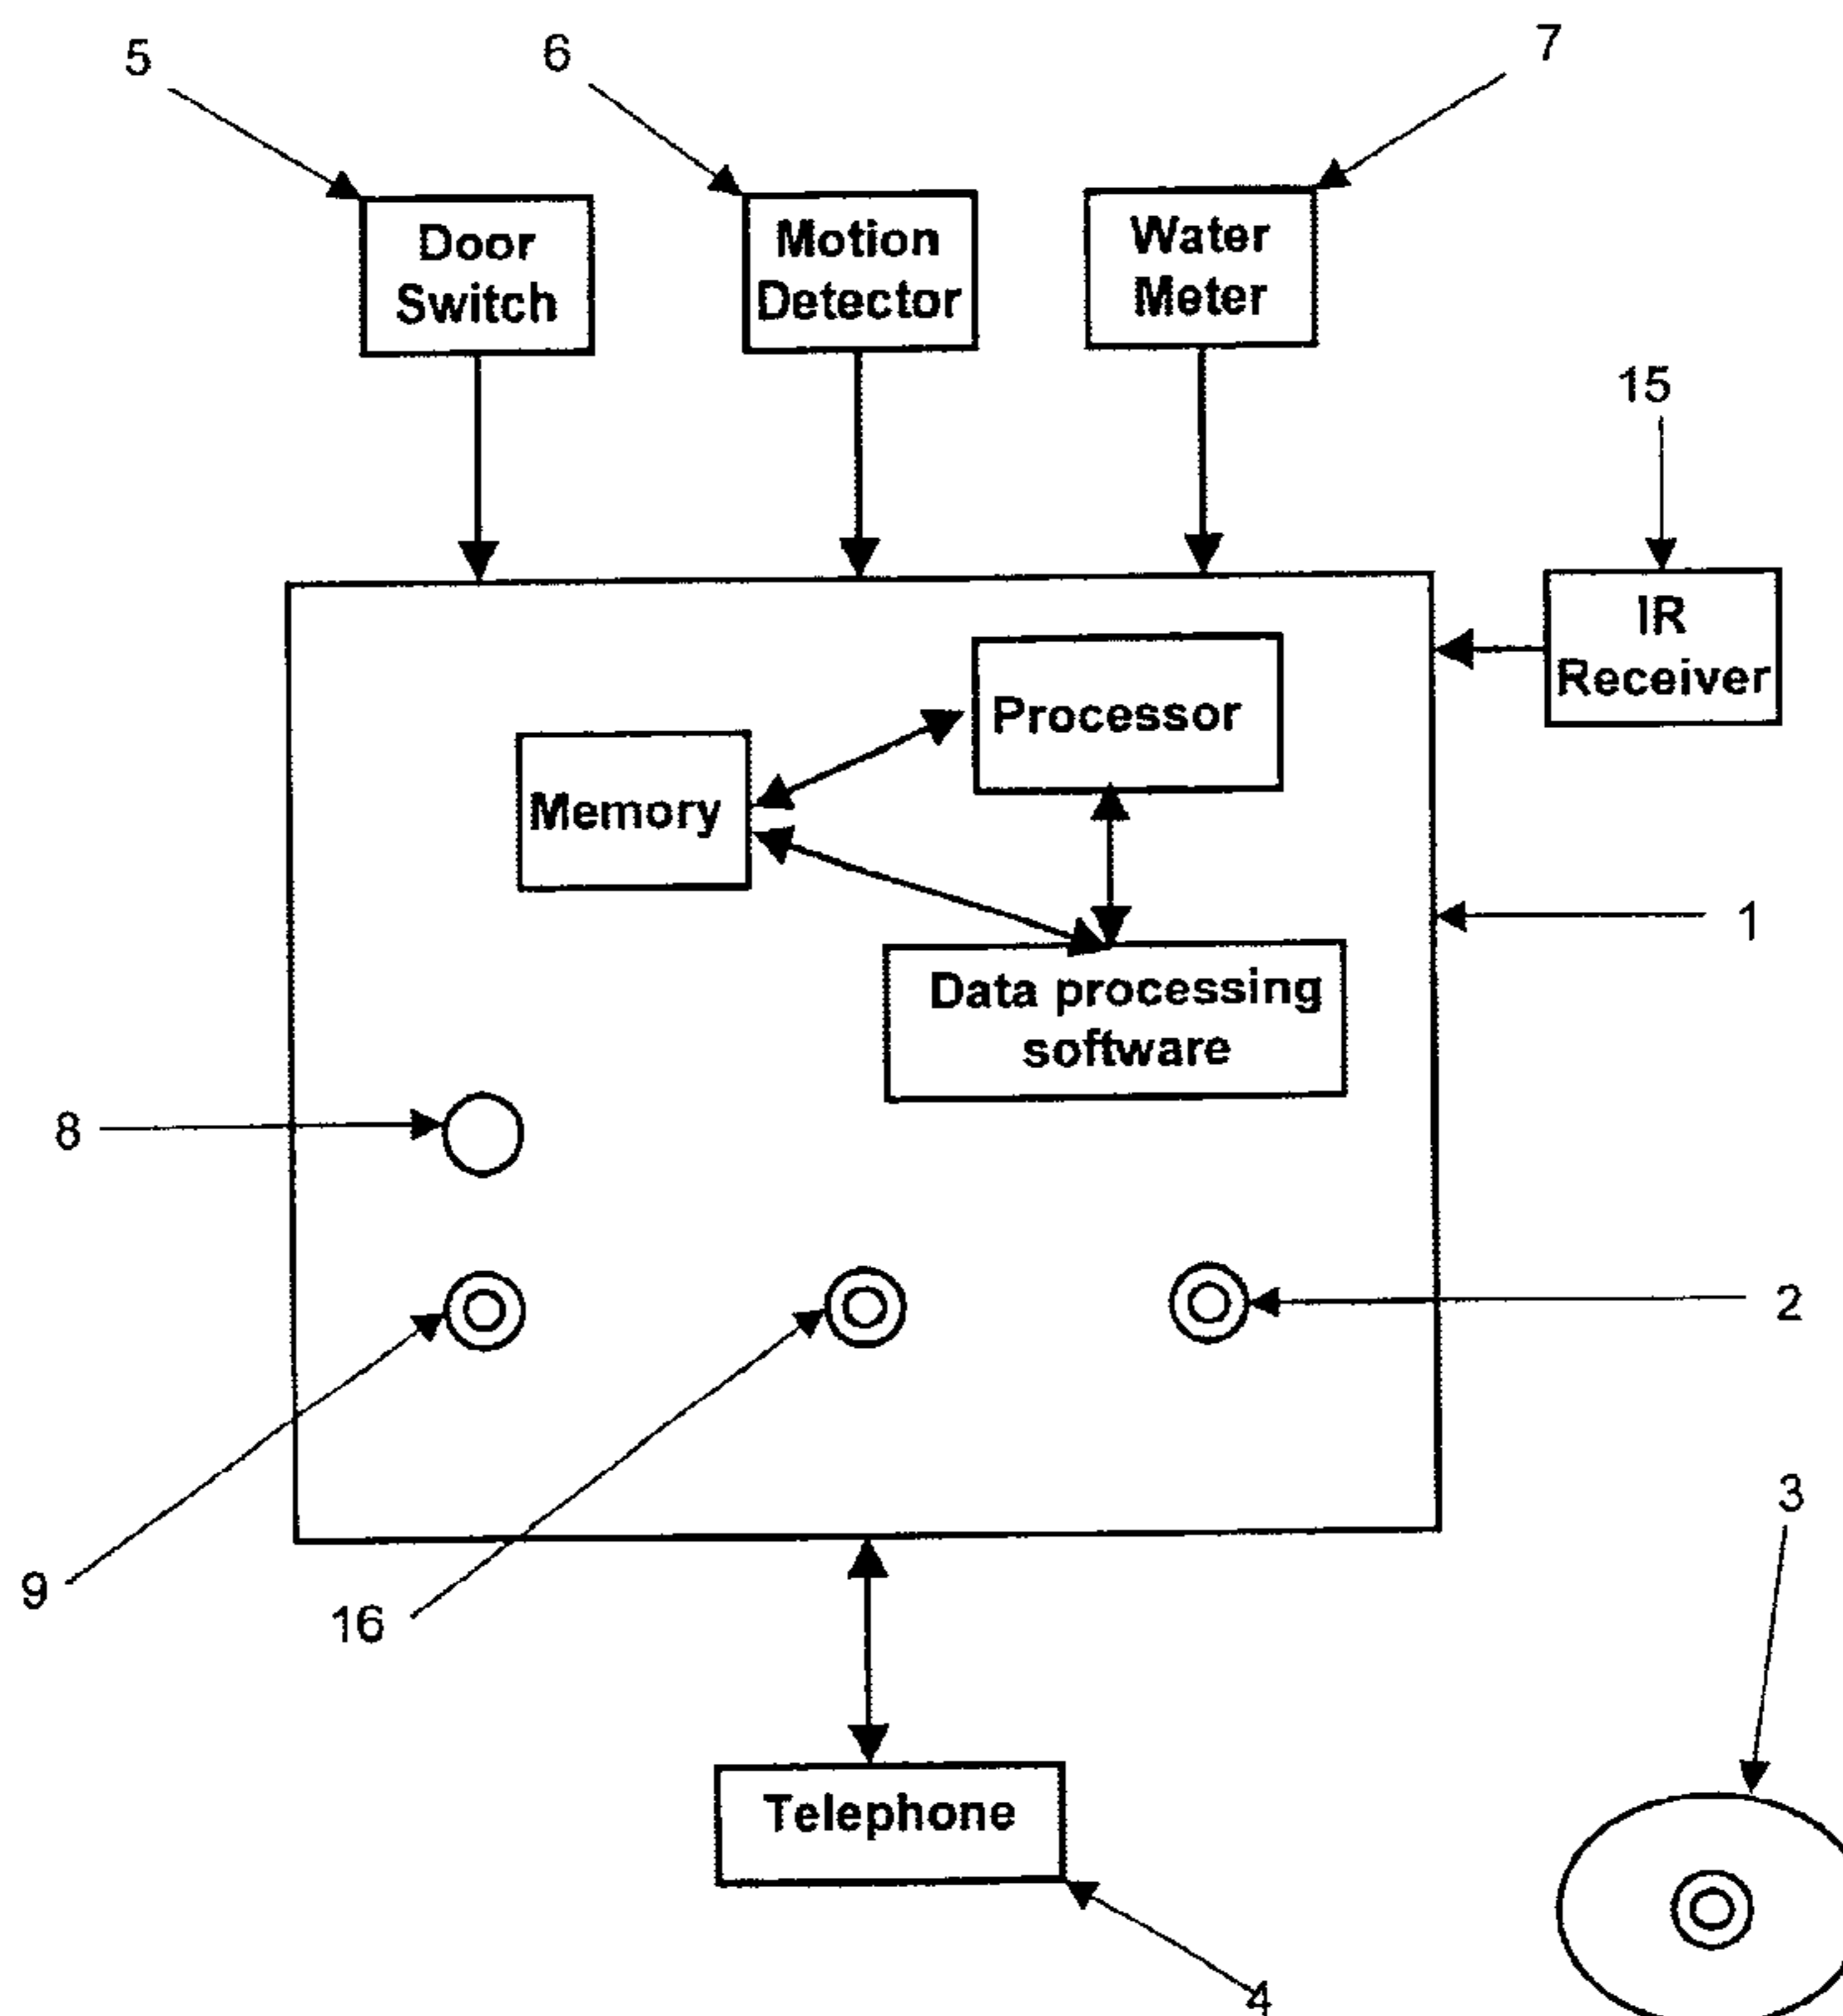 5
6
7
Door
Switch
Motion
Detector
Water
Meter
15
IR
Receiver
Processor
Memory
1
Data processing
software
8
2
3
9
16
Telephone
4